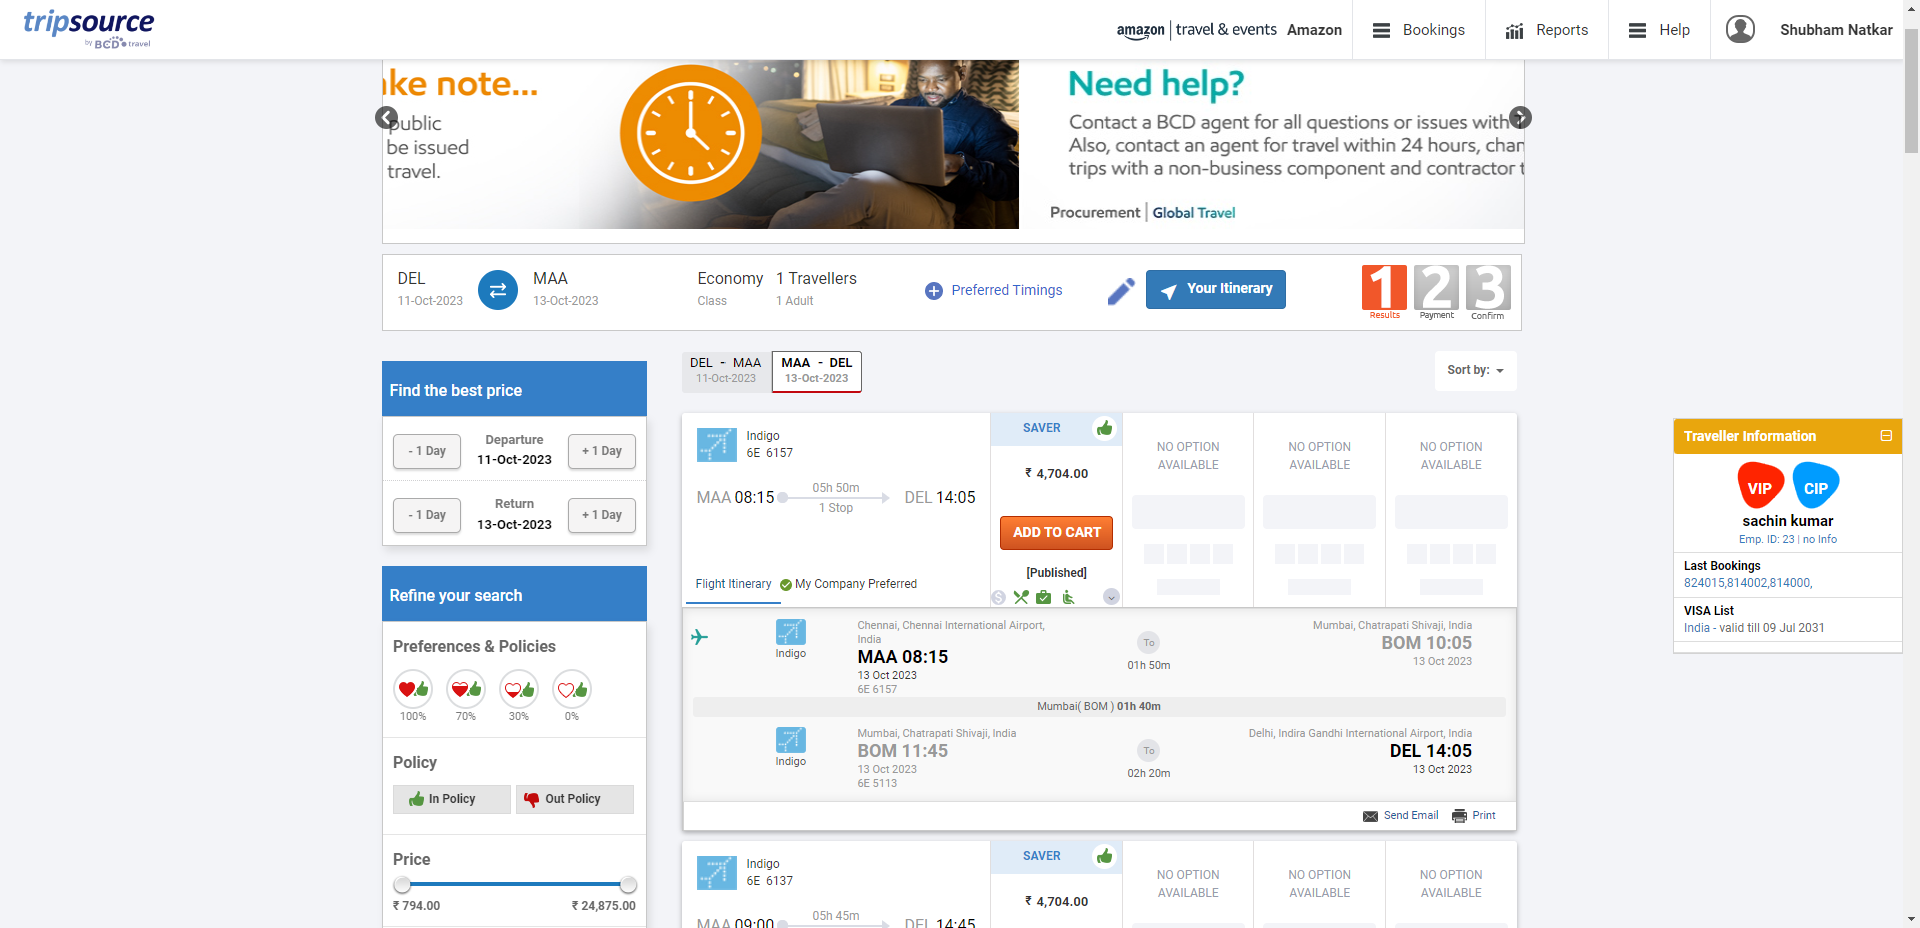 tripsource
by BCD travel
amazon | travel & events Amazon
Bookings
Reports
Help
Shubham Natkar
ke note...
public
be issued
travel.
Need help?
Contact a BCD agent for all questions or issues with
Also, contact an agent for travel within 24 hours, chan
trips with a non-business component and contractor t
Procurement | Global Travel
DEL
11-Oct-2023
MAA
13-Oct-2023
Economy
Class
1 Travellers
1 Adult
Preferred Timings
Your Itinerary
1 2 3
Results Payment Confirm
Find the best price
- 1 Day
Departure
11-Oct-2023
+ 1 Day
- 1 Day
Return
13-Oct-2023
+ 1 Day
Refine your search
Preferences & Policies
100% 70% 30% 0%
Policy
In Policy
Out Policy
Price
₹ 794.00
₹ 24,875.00
DEL - MAA
11-Oct-2023
MAA - DEL
13-Oct-2023
Sort by:
Indigo
6E 6157
MAA 08:15
05h 50m
1 Stop
DEL 14:05
Flight Itinerary
My Company Preferred
SAVER
₹ 4,704.00
ADD TO CART
[Published]
NO OPTION
AVAILABLE
NO OPTION
AVAILABLE
NO OPTION
AVAILABLE
Indigo
Chennai, Chennai International Airport,
India
MAA 08:15
13 Oct 2023
6E 6157
To
01h 50m
Mumbai, Chatrapati Shivaji, India
BOM 10:05
13 Oct 2023
Mumbai( BOM ) 01h 40m
Indigo
Mumbai, Chatrapati Shivaji, India
BOM 11:45
13 Oct 2023
6E 5113
To
02h 20m
Delhi, Indira Gandhi International Airport, India
DEL 14:05
13 Oct 2023
Send Email
Print
Indigo
6E 6137
MAA 09:00
05h 45m
DEL 14:45
SAVER
₹ 4,704.00
NO OPTION
AVAILABLE
NO OPTION
AVAILABLE
NO OPTION
AVAILABLE
Traveller Information
VIP CIP
sachin kumar
Emp. ID: 23 | no Info
Last Bookings
824015,814002,814000,
VISA List
India - valid till 09 Jul 2031